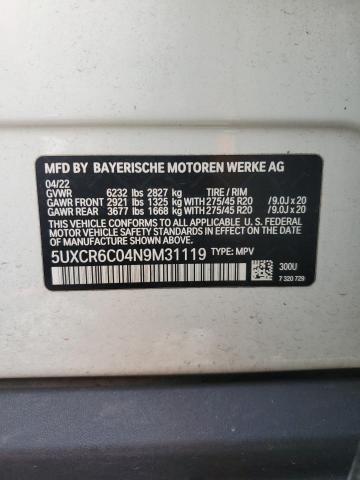 MFD BY BAYERISCHE MOTOREN WERKE AG
04/22
GVWR 6232 lbs 2827 kg TIRE / RIM
GAWR FRONT 2921 lbs 1325 kg WITH 275/45 R20 /9.0J x 20
GAWR REAR 3677 lbs 1668 kg WITH 275/45 R20 /9.0J x 20
THIS VEHICLE CONFORMS TO ALL APPLICABLE U.S. FEDERAL
MOTOR VEHICLE SAFETY STANDARDS IN EFFECT ON THE DATE
OF MANUFACTURE SHOWN ABOVE.
5UXCR6C04N9M31119 TYPE: MPV
300U
7 320 729